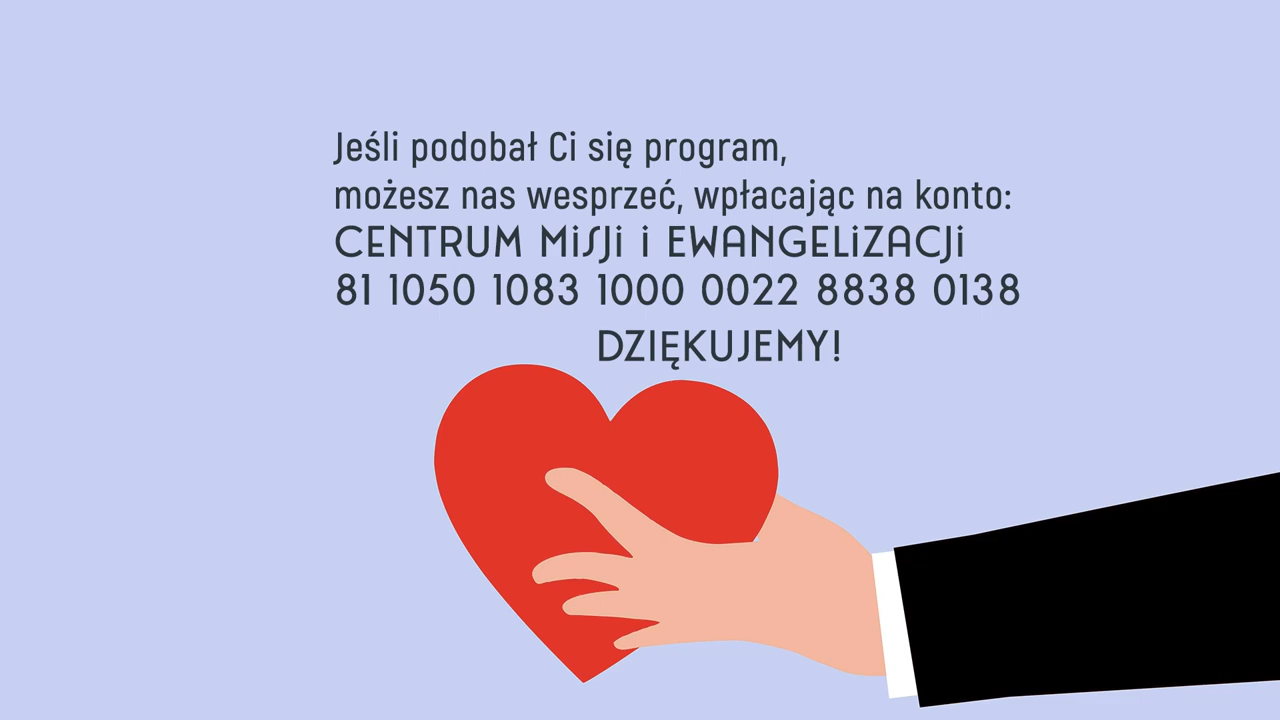 Jeśli podobał Ci się program,
możesz nas wesprzeć, wpłacając na konto:
CENTRUM MiSJi i EWANGELiZACJi
81 1050 1083 1000 0022 8838 0138
DZIĘKUJEMY!